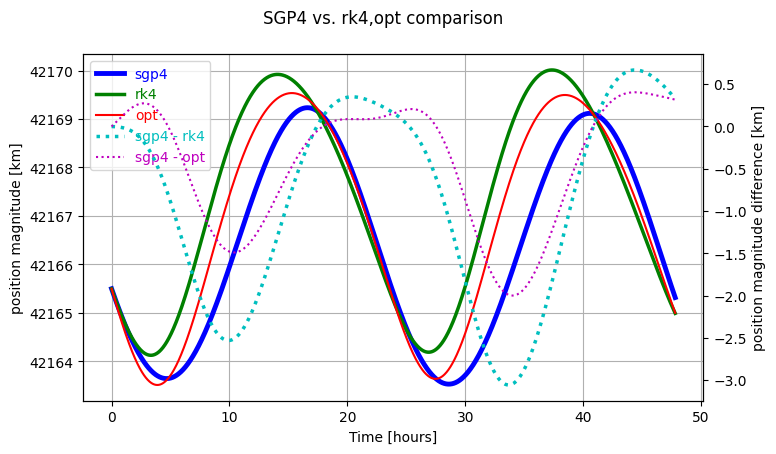 SGP4 vs. rk4,opt comparison
sgp4
rk4
opt
sgp4 - rk4
sgp4 - opt
position magnitude [km]
42170
42169
42168
42167
42166
42165
42164
0.5
0.0
−0.5
−1.0
−1.5
−2.0
−2.5
−3.0
position magnitude difference [km]
0 10 20 30 40 50
Time [hours]